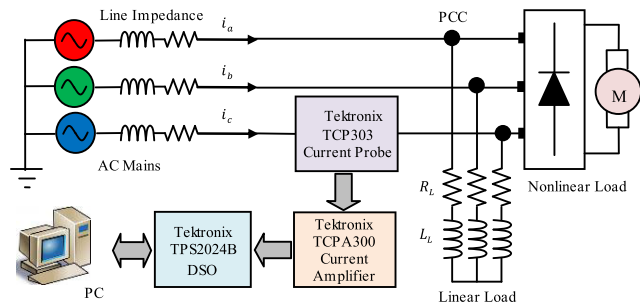 Line Impedance
PCC
i_a
i_b
i_c
AC Mains
Tektronix
TCP303
Current Probe
M
Nonlinear Load
R_L
L_L
Linear Load
Tektronix
TCPA300
Current
Amplifier
Tektronix
TPS2024B
DSO
PC